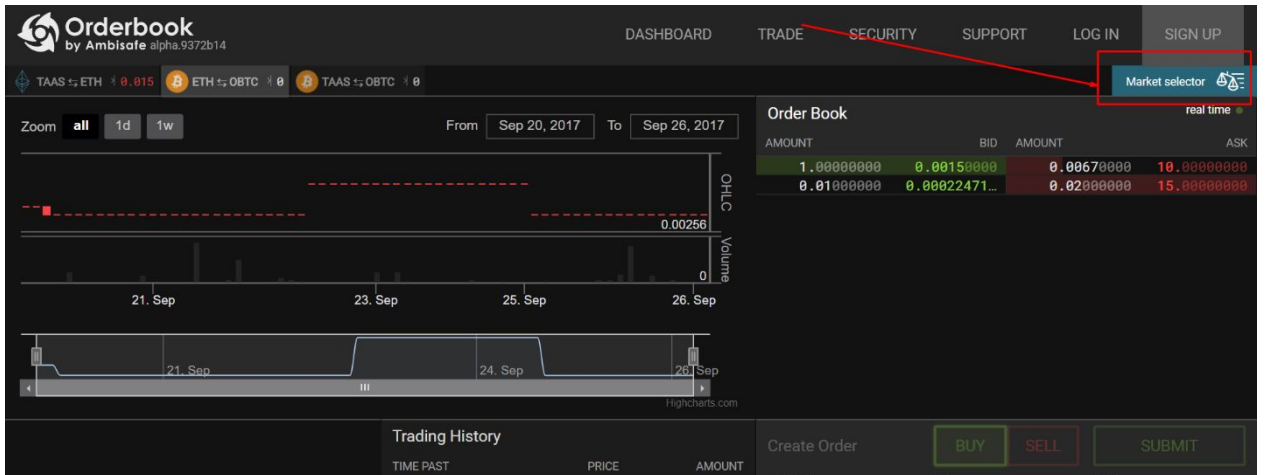 Orderbook
by Ambisafe alpha.9372b14
DASHBOARD TRADE SECURITY SUPPORT LOG IN SIGN UP
TAAS ⇆ ETH 0.015 ETH ⇆ OBTC 0 TAAS ⇆ OBTC 0
Market selector
Zoom all 1d 1w From Sep 20, 2017 To Sep 26, 2017
OHLC
0.00256
Volume
0
21. Sep 23. Sep 25. Sep 26. Sep
21. Sep 24. Sep 26. Sep
Highcharts.com
Order Book real time
AMOUNT BID AMOUNT ASK
1.00000000 0.00150000 0.00670000 10.00000000
0.01000000 0.00022471… 0.02000000 15.00000000
Trading History
TIME PAST PRICE AMOUNT
Create Order BUY SELL SUBMIT